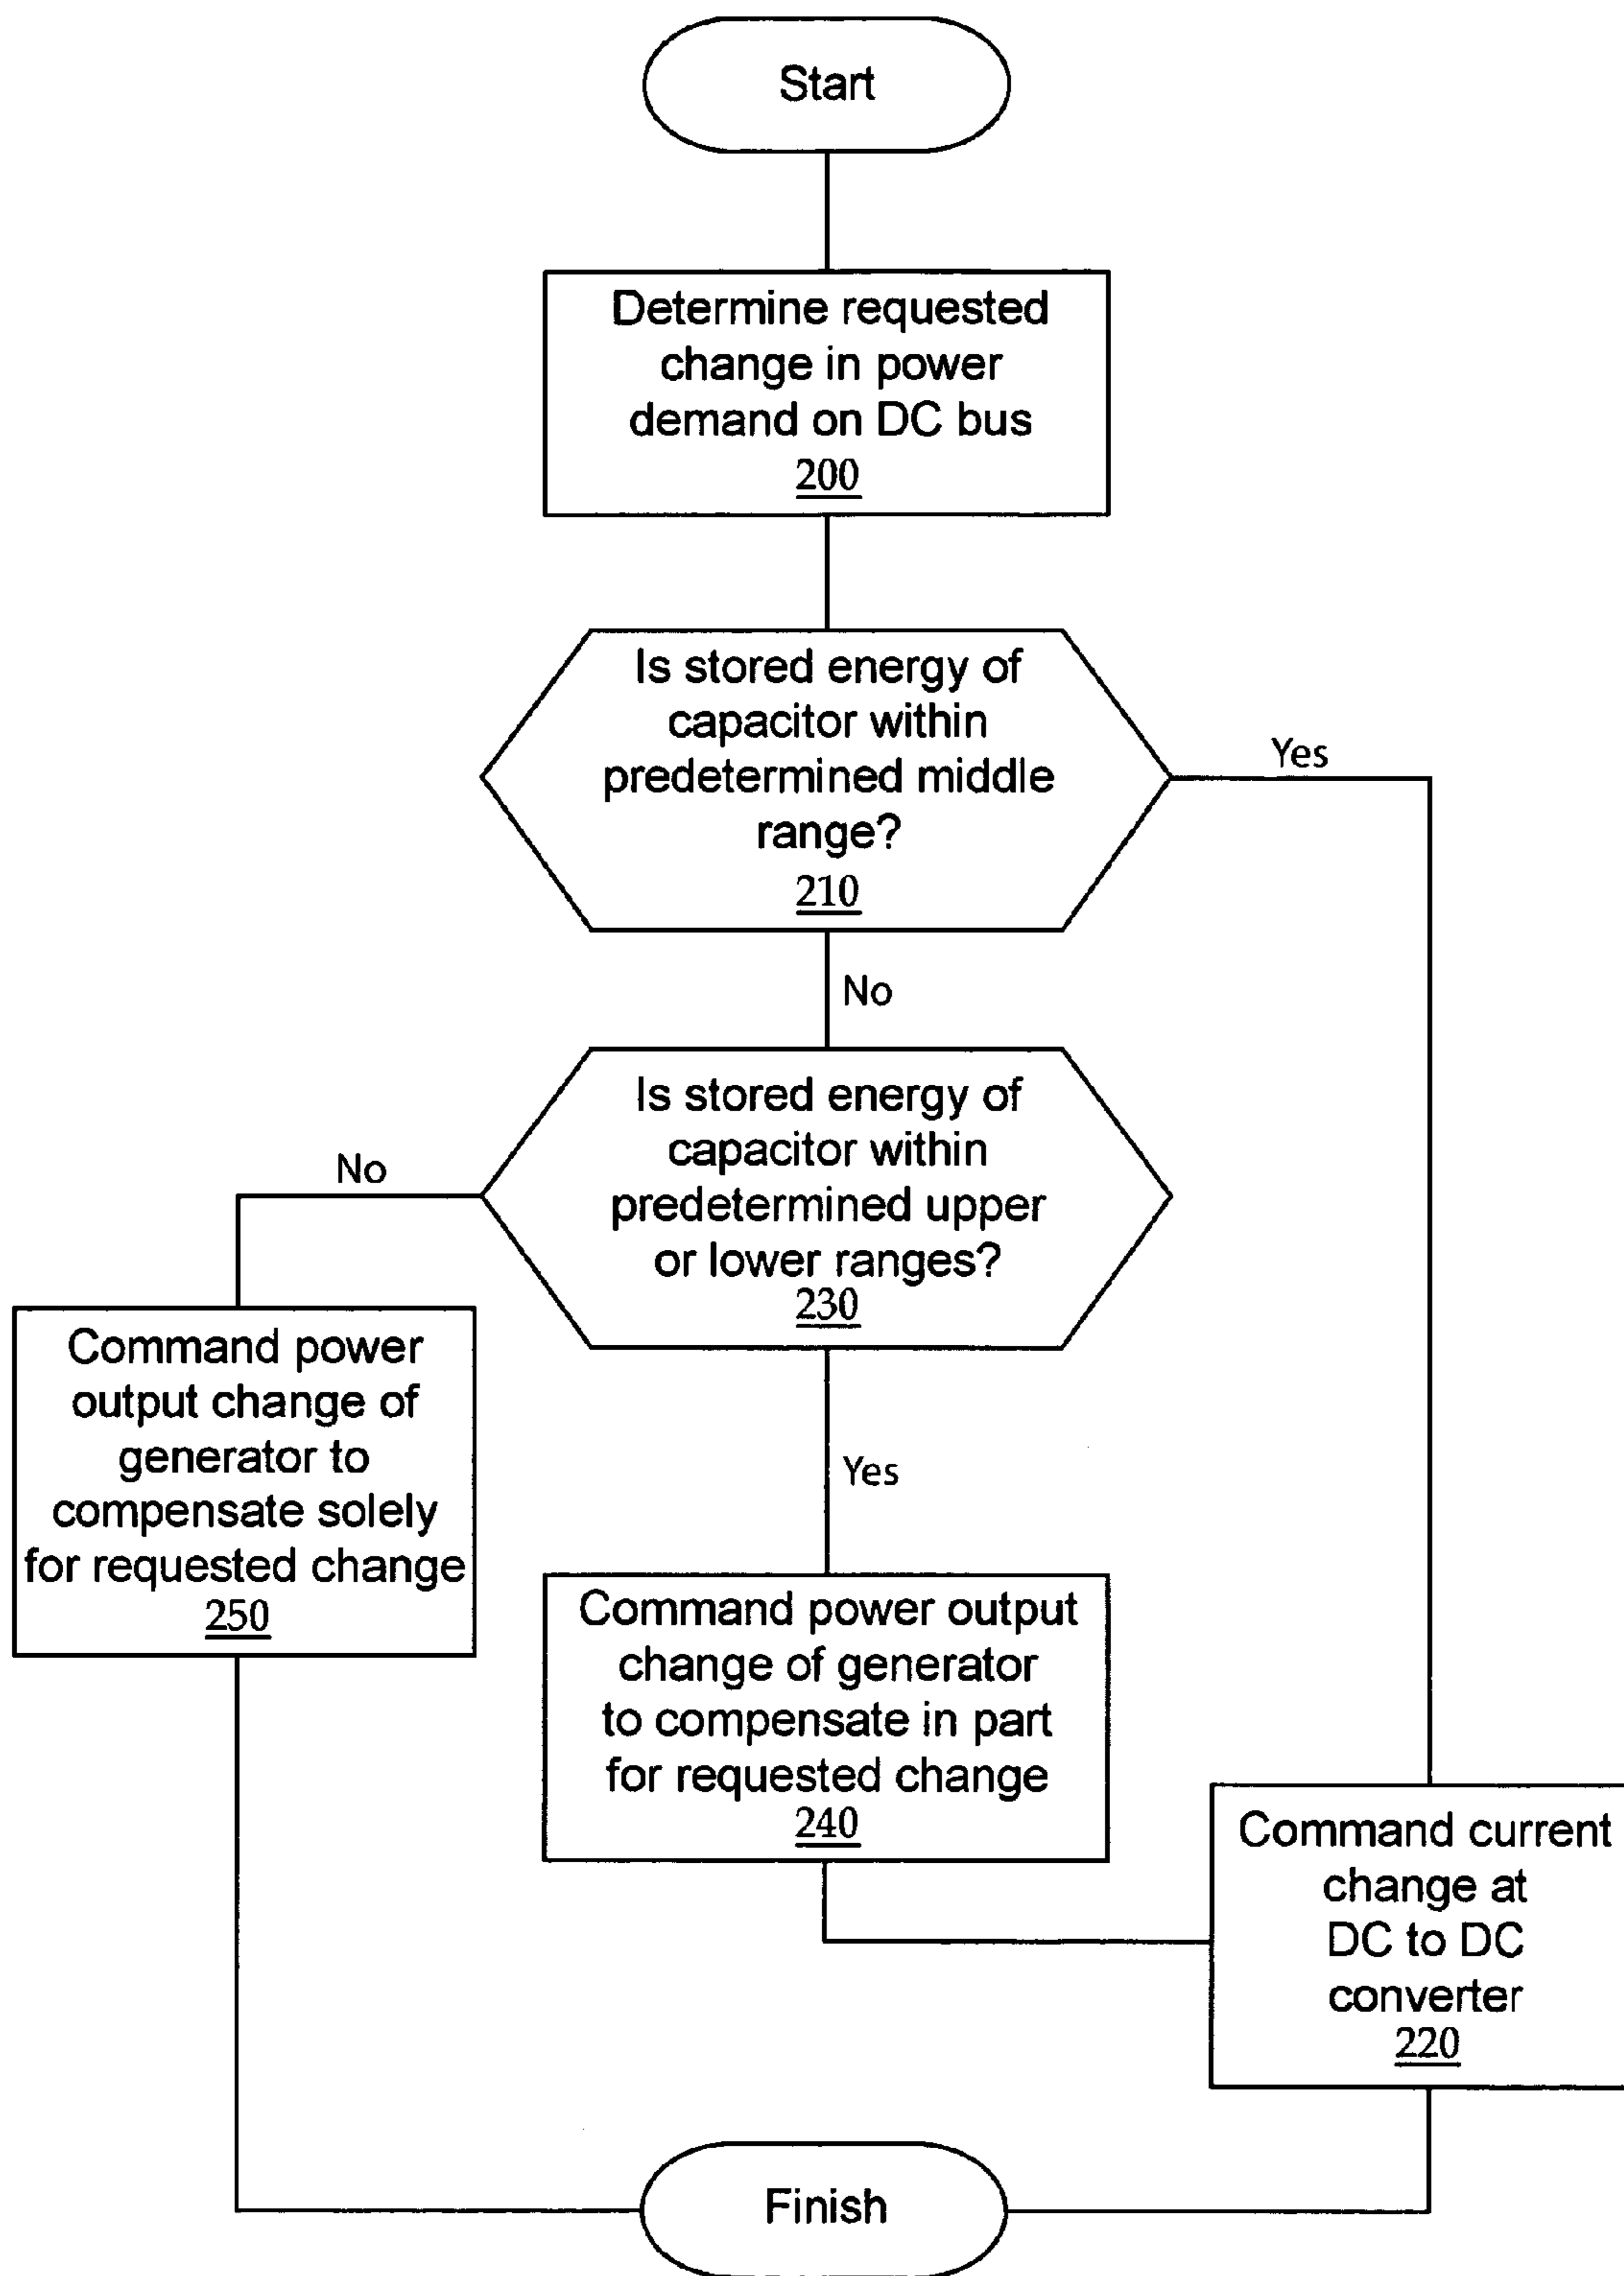 Start
Determine requested
change in power
demand on DC bus
200
Is stored energy of
capacitor within
predetermined middle
range?
210
Yes
No
Is stored energy of
capacitor within
predetermined upper
or lower ranges?
230
No
Yes
Command power
output change of
generator to
compensate solely
for requested change
250
Command power output
change of generator
to compensate in part
for requested change
240
Command current
change at
DC to DC
converter
220
Finish